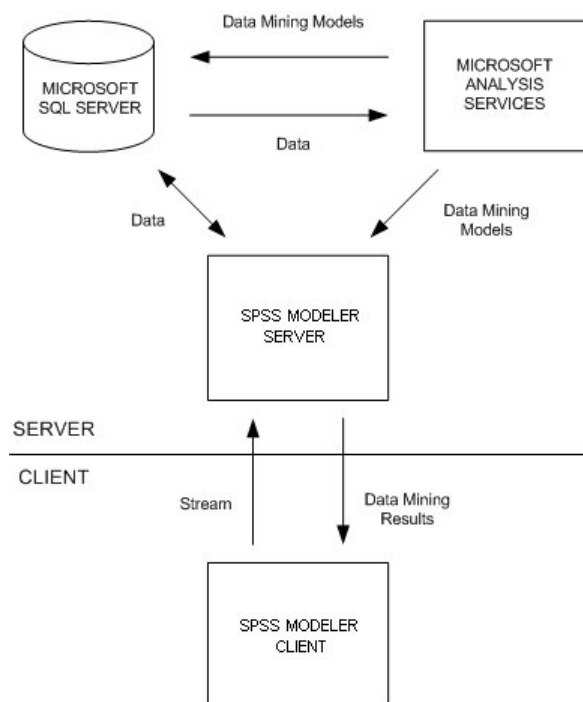 Data Mining Models
MICROSOFT
SQL SERVER
MICROSOFT
ANALYSIS
SERVICES
Data
Data
Data Mining
Models
SPSS MODELER
SERVER
SERVER
CLIENT
Stream
Data Mining
Results
SPSS MODELER
CLIENT